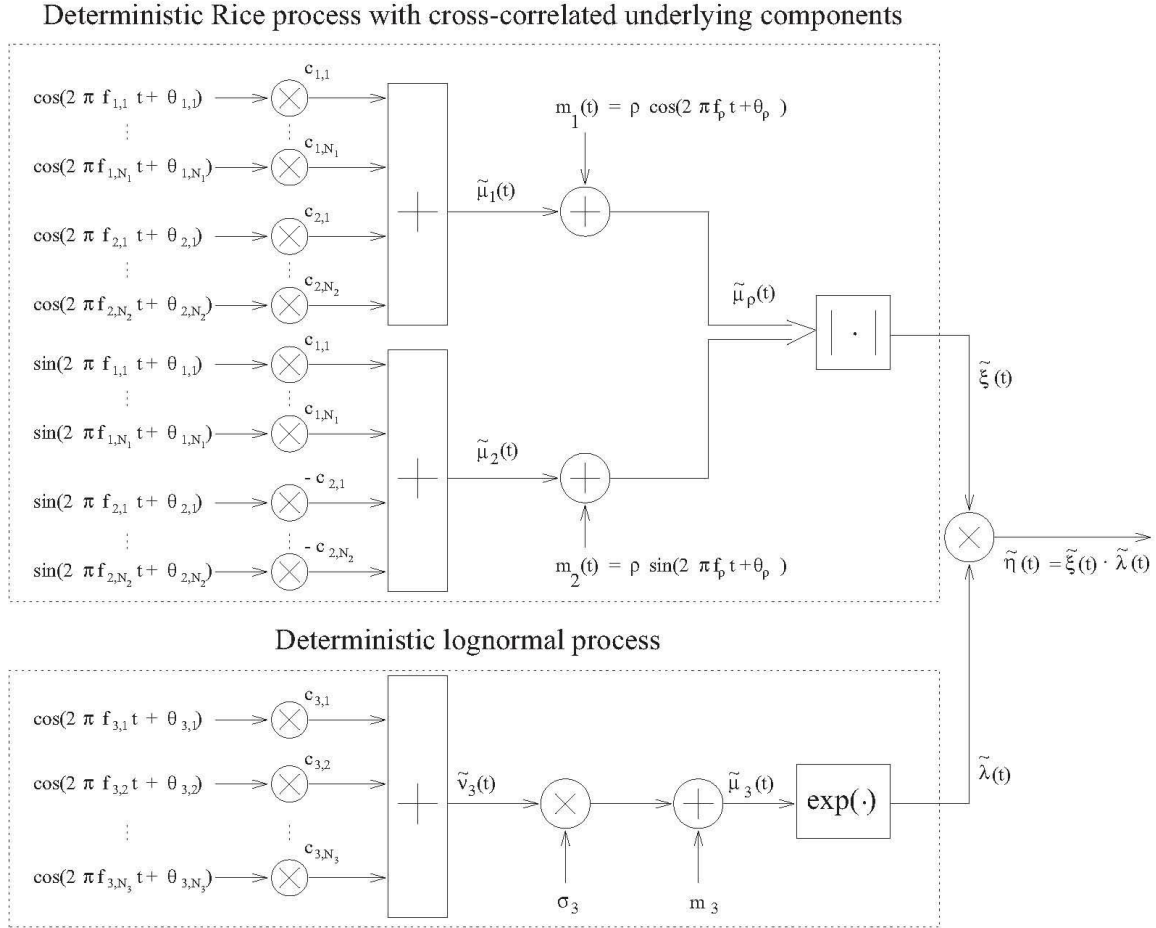 Deterministic Rice process with cross-correlated underlying components
cos(2 π f₁,₁ t + θ₁,₁)
c₁,₁
⋮
cos(2 π f₁,N₁ t + θ₁,N₁)
c₁,N₁
cos(2 π f₂,₁ t + θ₂,₁)
c₂,₁
⋮
cos(2 π f₂,N₂ t + θ₂,N₂)
c₂,N₂
+
μ̃₁(t)
m₁(t) = ρ cos(2 π fρ t + θρ )
+
sin(2 π f₁,₁ t + θ₁,₁)
c₁,₁
⋮
sin(2 π f₁,N₁ t + θ₁,N₁)
c₁,N₁
sin(2 π f₂,₁ t + θ₂,₁)
- c₂,₁
⋮
sin(2 π f₂,N₂ t + θ₂,N₂)
- c₂,N₂
+
μ̃₂(t)
+
m₂(t) = ρ sin(2 π fρ t + θρ )
μ̃ρ(t)
| · |
ξ̃(t)
×
η̃(t) = ξ̃(t) · λ̃(t)
Deterministic lognormal process
cos(2 π f₃,₁ t + θ₃,₁)
c₃,₁
cos(2 π f₃,₂ t + θ₃,₂)
c₃,₂
⋮
cos(2 π f₃,N₃ t + θ₃,N₃)
c₃,N₃
+
ν̃₃(t)
×
σ₃
+
m₃
μ̃₃(t)
exp(·)
λ̃(t)